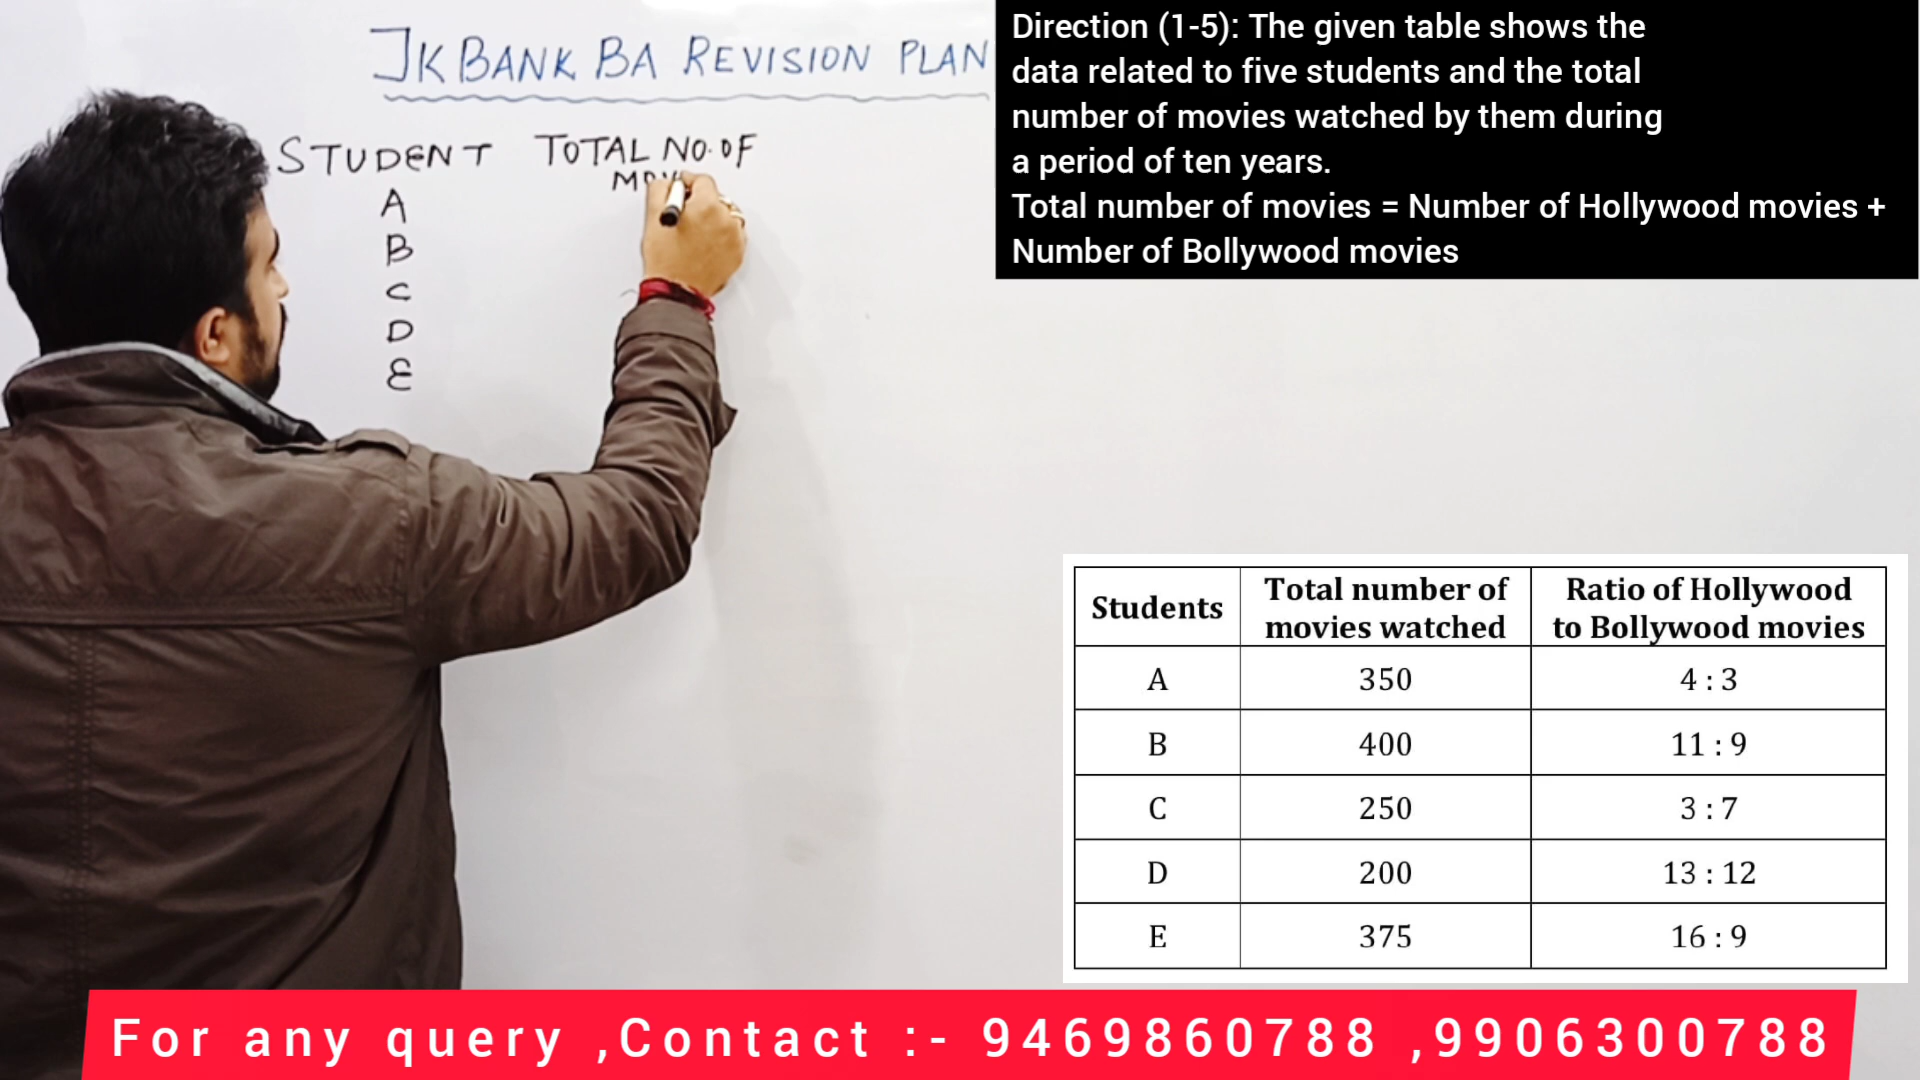 JK BANK BA REVISION PLAN
STUDENT TOTAL NO. OF
A
B
C
D
E
Direction (1-5): The given table shows the
data related to five students and the total
number of movies watched by them during
a period of ten years.
Total number of movies = Number of Hollywood movies +
Number of Bollywood movies
Students Total number of movies watched Ratio of Hollywood to Bollywood movies
A 350 4 : 3
B 400 11 : 9
C 250 3 : 7
D 200 13 : 12
E 375 16 : 9
For any query ,Contact :- 9469860788 ,9906300788